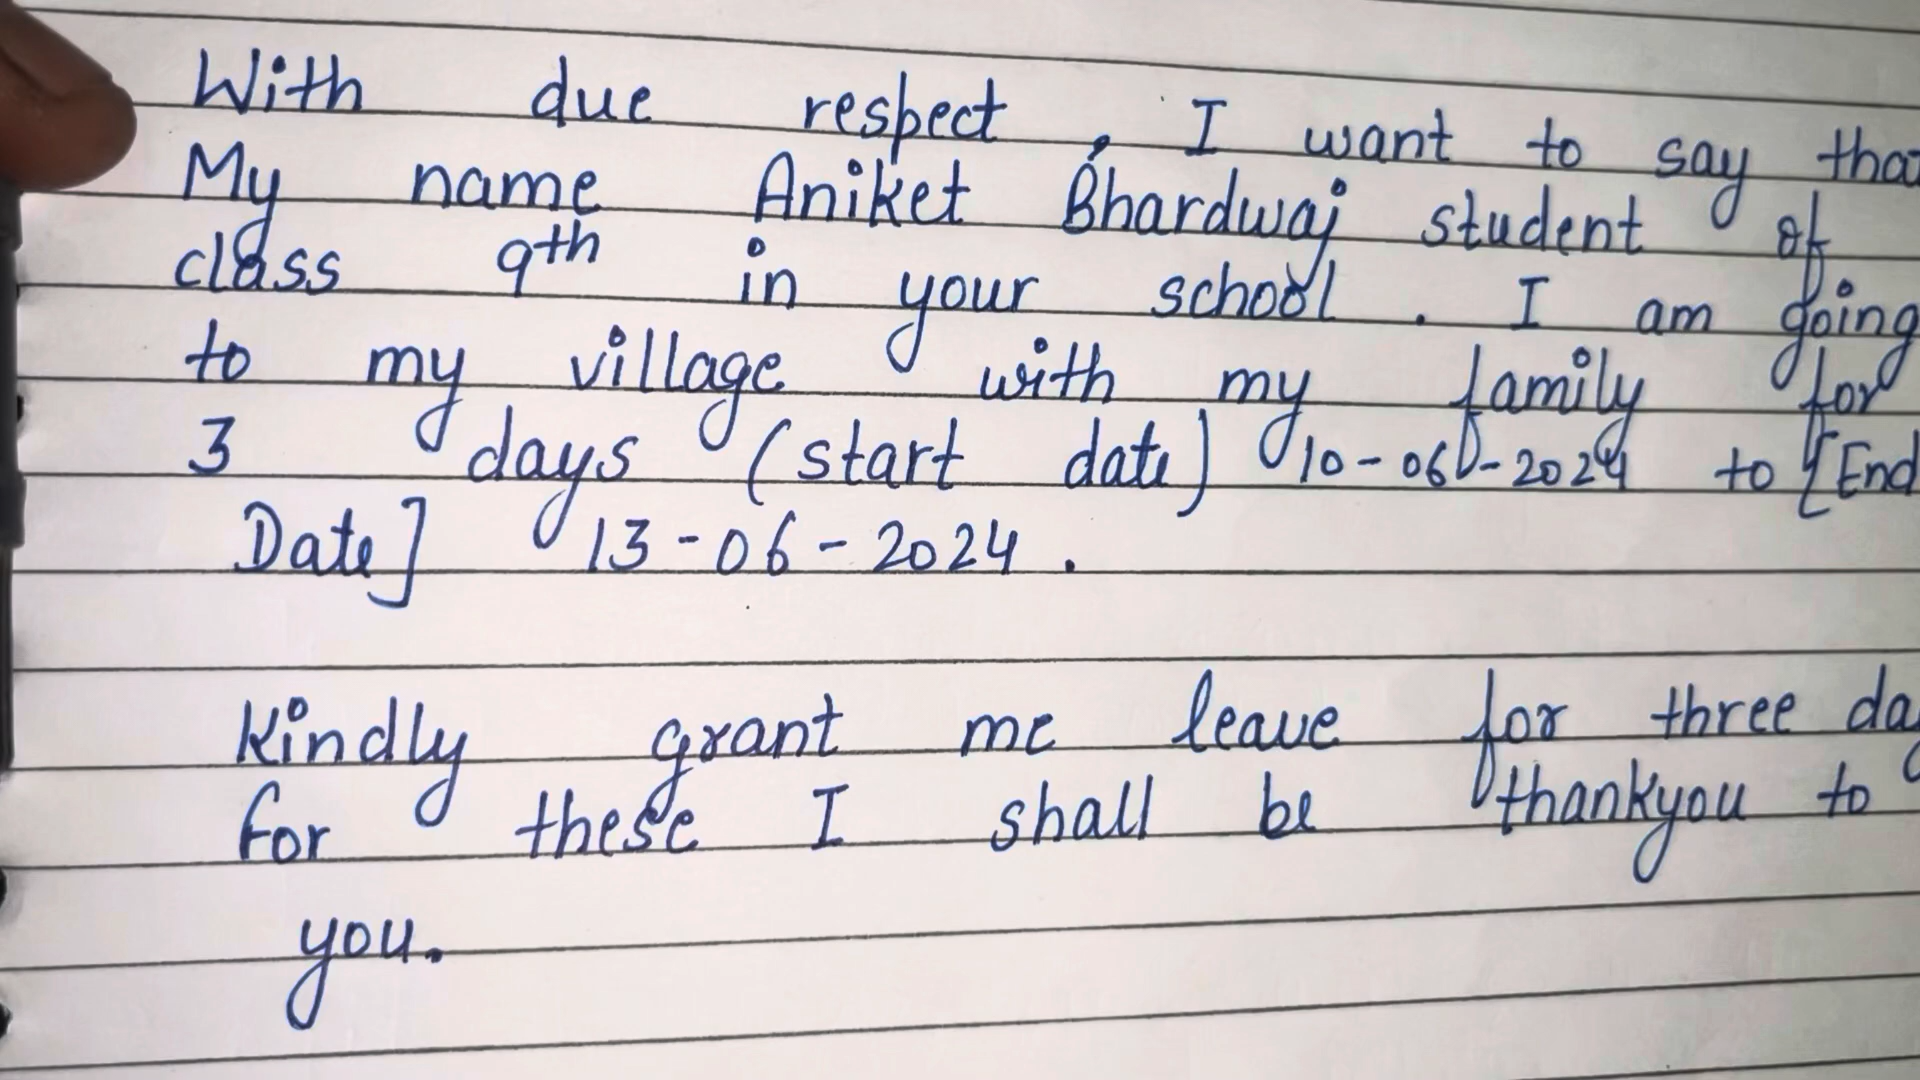 With due respect, I want to say that
My name Aniket Bhardwaj student of
class 9th in your school. I am going
to my village with my family for
3 days (start date) 10-06-2024 to [End
Date] 13-06-2024.
Kindly grant me leave for three da
for these I shall be thankyou to
you.